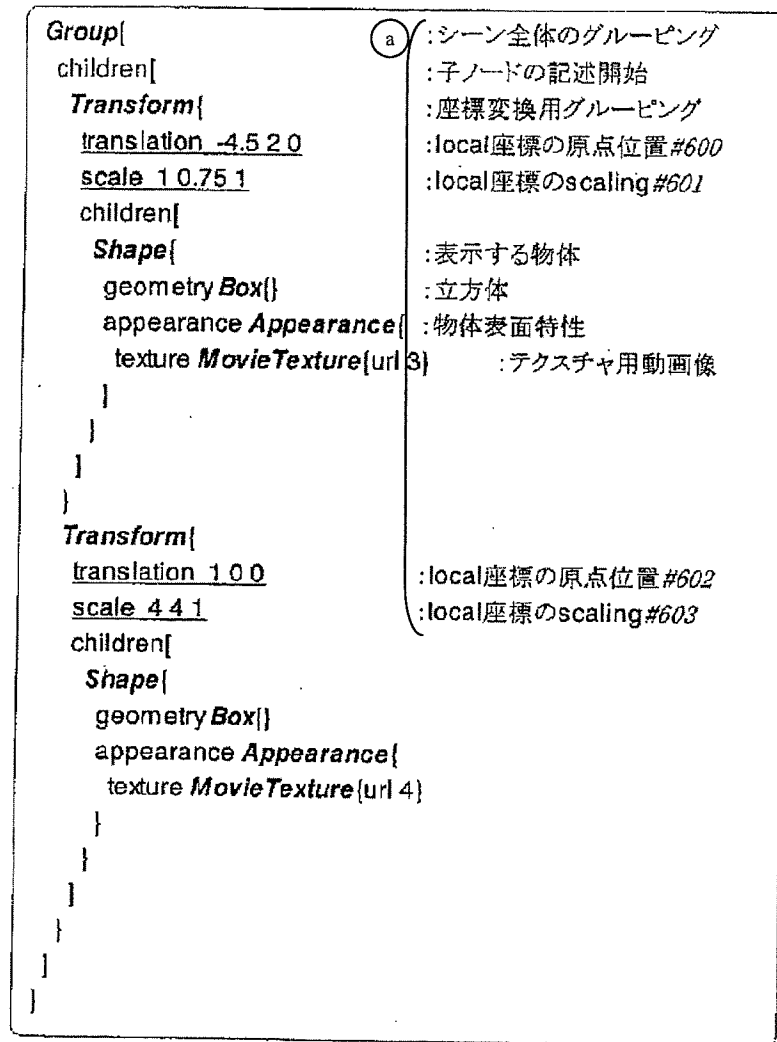 Group{ a :シーン全体のグルーピング
children[ :子ノードの記述開始
Transform{ :座標変換用グルーピング
translation -4.5 2 0 :local座標の原点位置#600
scale 1 0.75 1 :local座標のscaling#601
children[
Shape{ :表示する物体
geometry Box{} :立方体
appearance Appearance{ :物体表面特性
texture MovieTexture{url 3} :テクスチャ用動画像
}
}
]
}
Transform{
translation 1 0 0 :local座標の原点位置#602
scale 4 4 1 :local座標のscaling#603
children[
Shape{
geometry Box{}
appearance Appearance{
texture MovieTexture{url 4}
}
}
]
}
]
}